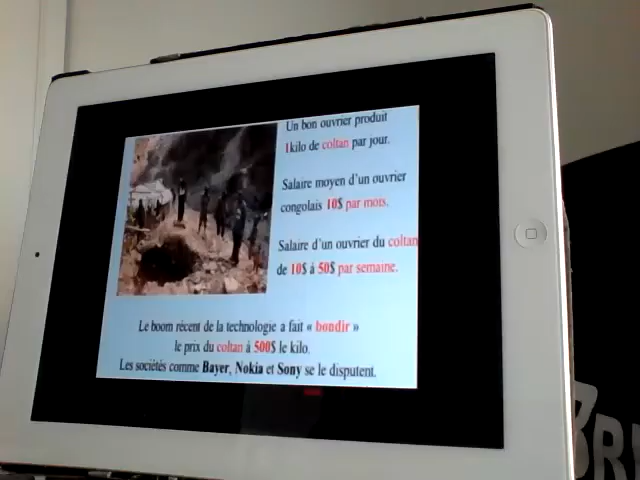 Un bon ouvrier produit
1kilo de coltan par jour.
Salaire moyen d'un ouvrier
congolais 10$ par mois.
Salaire d'un ouvrier du coltan
de 10$ à 50$ par semaine.
Le boom récent de la technologie a fait « bondir »
le prix du coltan à 500$ le kilo.
Les sociétés comme Bayer, Nokia et Sony se le disputent.